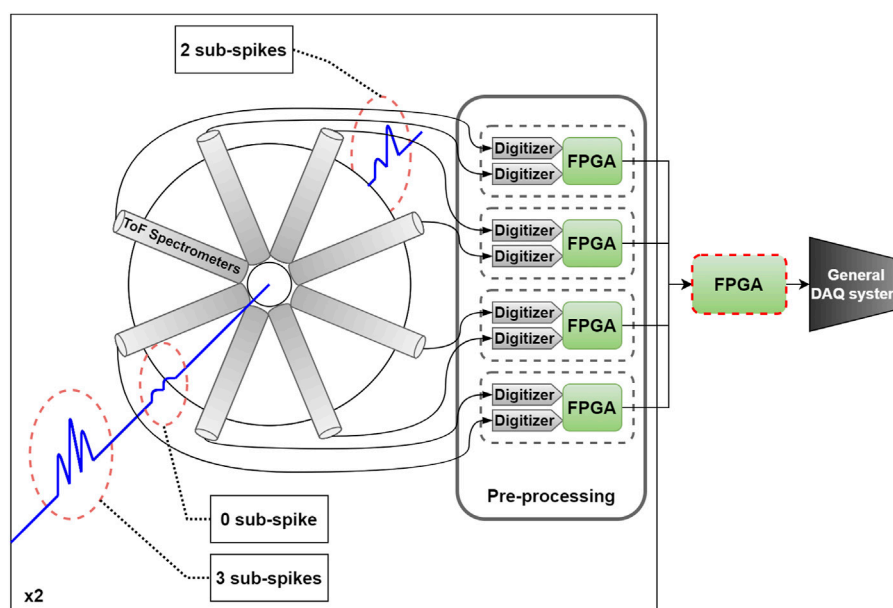 2 sub-spikes
ToF Spectrometers
Digitizer
Digitizer
FPGA
Digitizer
Digitizer
FPGA
Digitizer
Digitizer
FPGA
Digitizer
Digitizer
FPGA
Pre-processing
FPGA
General
DAQ system
0 sub-spike
3 sub-spikes
x2